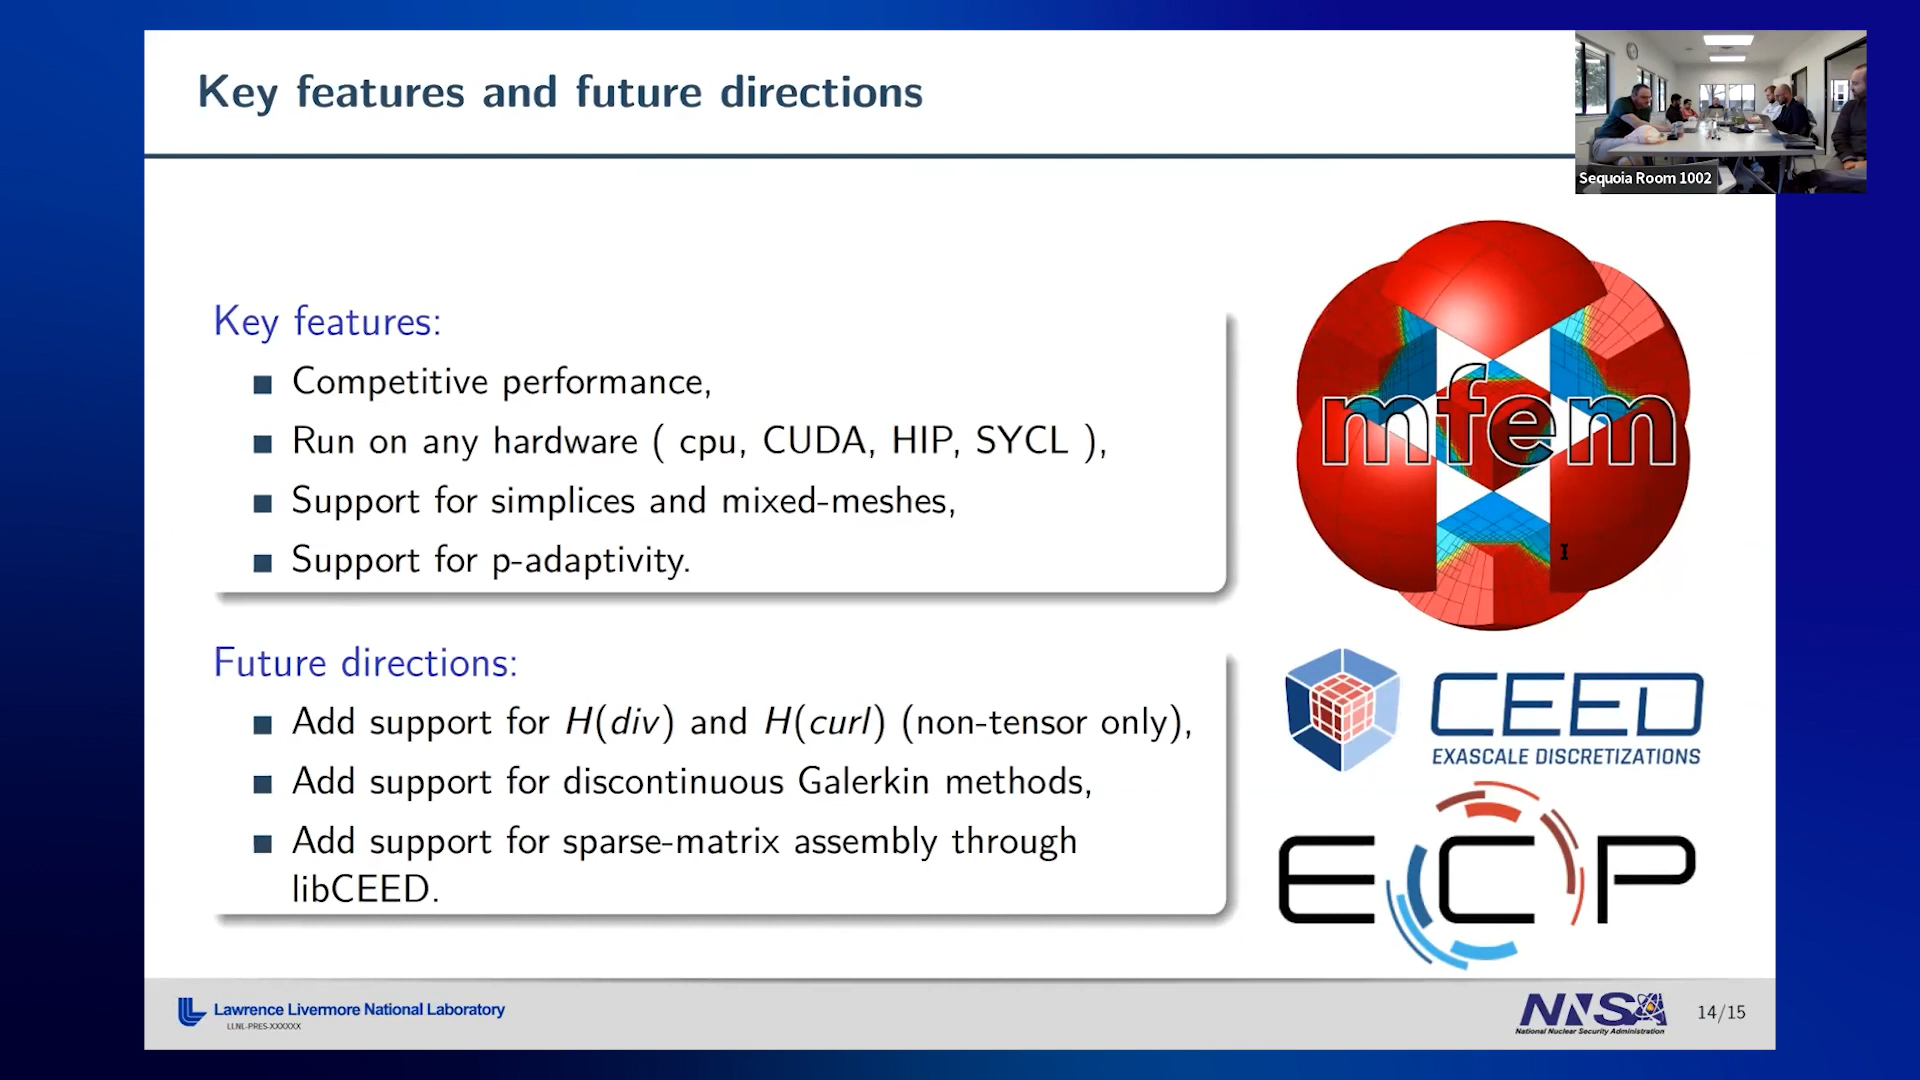 Key features and future directions
Sequoia Room 1002
Key features:
Competitive performance,
Run on any hardware ( cpu, CUDA, HIP, SYCL ),
Support for simplices and mixed-meshes,
Support for p-adaptivity.
mfem
Future directions:
Add support for H(div) and H(curl) (non-tensor only),
Add support for discontinuous Galerkin methods,
Add support for sparse-matrix assembly through
libCEED.
CEED
EXASCALE DISCRETIZATIONS
ECP
Lawrence Livermore National Laboratory
LLNL-PRES-XXXXXX
NNSA
National Nuclear Security Administration
14/15